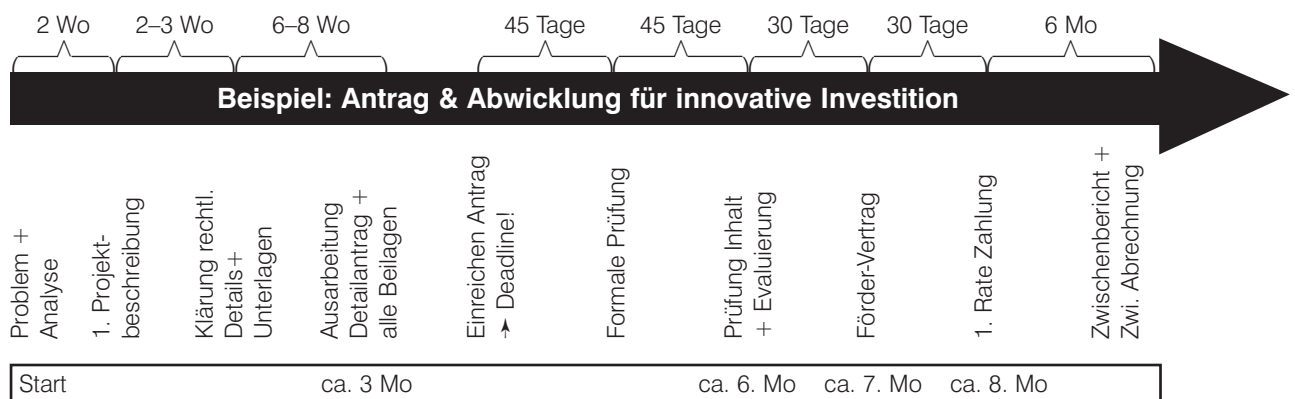 2 Wo
2–3 Wo
6–8 Wo
45 Tage
45 Tage
30 Tage
30 Tage
6 Mo
Beispiel: Antrag & Abwicklung für innovative Investition
Problem +
Analyse
1. Projekt-
beschreibung
Klärung rechtl.
Details+
Unterlagen
Ausarbeitung
Detailantrag +
alle Beilagen
Einreichen Antrag
➛ Deadline!
Formale Prüfung
Prüfung Inhalt
+ Evaluierung
Förder-Vertrag
1. Rate Zahlung
Zwischenbericht +
Zwi. Abrechnung
Start
ca. 3 Mo
ca. 6. Mo
ca. 7. Mo
ca. 8. Mo